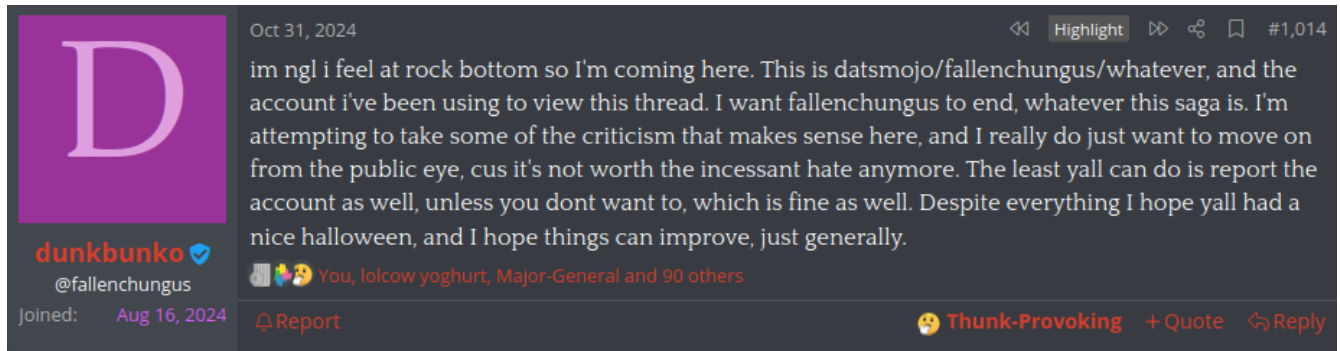 D
Oct 31, 2024
Highlight
#1,014
im ngl i feel at rock bottom so I'm coming here. This is datsmojo/fallenchungus/whatever, and the
account i've been using to view this thread. I want fallenchungus to end, whatever this saga is. I'm
attempting to take some of the criticism that makes sense here, and I really do just want to move on
from the public eye, cus it's not worth the incessant hate anymore. The least yall can do is report the
account as well, unless you dont want to, which is fine as well. Despite everything I hope yall had a
nice halloween, and I hope things can improve, just generally.
dunkbunko
@fallenchungus
Joined: Aug 16, 2024
You, lolcow yoghurt, Major-General and 90 others
Report
Thunk-Provoking
+Quote
Reply